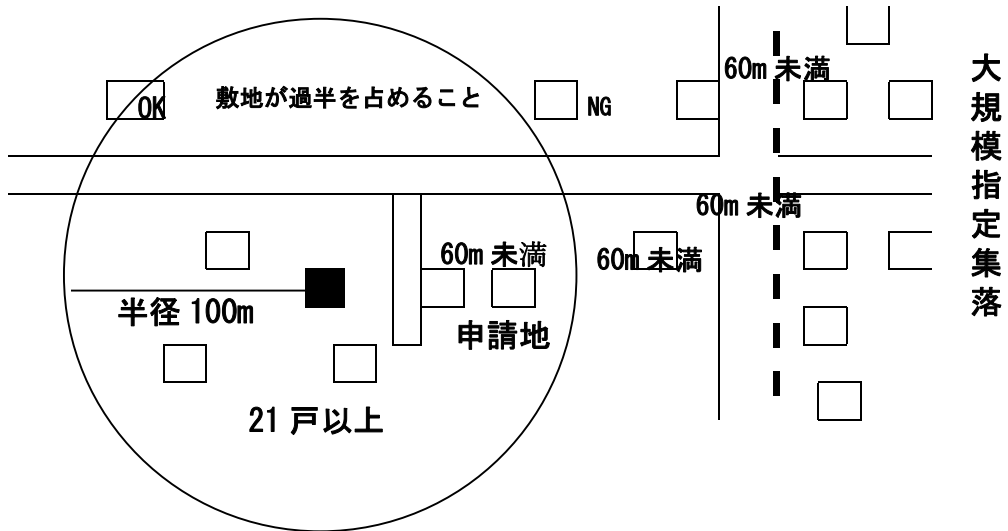 60m 未満
OK
敷地が過半を占めること
NG
60m 未満
60m 未満
60m 未満
半径 100m
申請地
21 戸以上
大規模指定集落